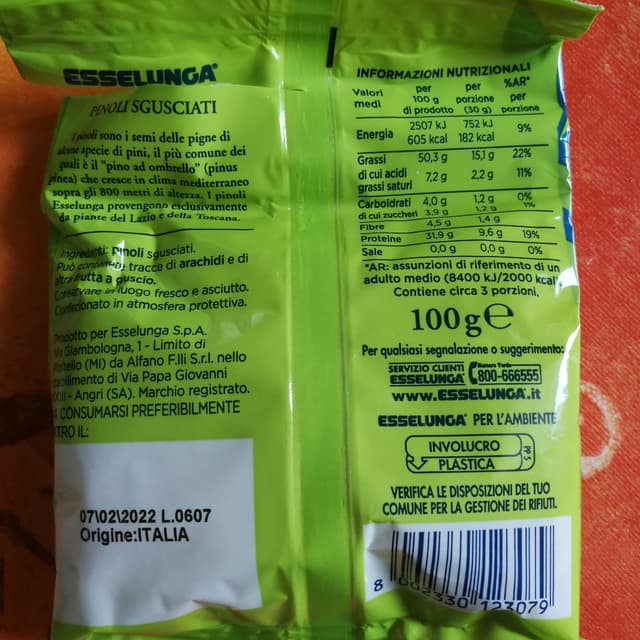 ESSELUNGA®
PINOLI SGUSCIATI
I pinoli sono i semi delle pigne di
alcune specie di pini, il più comune dei
quali è il "pino ad ombrello" (pinus
pinea) che cresce in clima mediterraneo
sopra gli 800 metri di altezza. I pinoli
Esselunga provengono esclusivamente
da piante del Lazio e della Toscana.
Ingredienti: pinoli sgusciati.
Può contenere tracce di arachidi e di
altra frutta a guscio.
Conservare in luogo fresco e asciutto.
Confezionato in atmosfera protettiva.
Prodotto per Esselunga S.p.A.
Via Giambologna, 1 - Limito di
Pioltello (MI) da Alfano F.lli S.r.l. nello
stabilimento di Via Papa Giovanni
XXIII - Angri (SA). Marchio registrato.
DA CONSUMARSI PREFERIBILMENTE
ENTRO IL:
07\02\2022 L.0607
Origine:ITALIA
INFORMAZIONI NUTRIZIONALI
Valori medi per 100 g di prodotto per porzione (30 g) %AR* per porzione
Energia 2507 kJ 752 kJ 9%
605 kcal 182 kcal
Grassi 50,3 g 15,1 g 22%
di cui acidi grassi saturi 7,2 g 2,2 g 11%
Carboidrati 4,0 g 1,2 g 0%
di cui zuccheri 3,9 g 1,2 g 1%
Fibre 4,5 g 1,4 g
Proteine 31,9 g 9,6 g 19%
Sale 0,0 g 0,0 g 0%
*AR: assunzioni di riferimento di un
adulto medio (8400 kJ/2000 kcal)
Contiene circa 3 porzioni.
100 g ℮
Per qualsiasi segnalazione o suggerimento:
SERVIZIO CLIENTI
ESSELUNGA®
Numero Verde
800-666555
www.ESSELUNGA.it
ESSELUNGA® PER L'AMBIENTE
INVOLUCRO
PLASTICA
PP 5
VERIFICA LE DISPOSIZIONI DEL TUO
COMUNE PER LA GESTIONE DEI RIFIUTI.
8 002330 123079